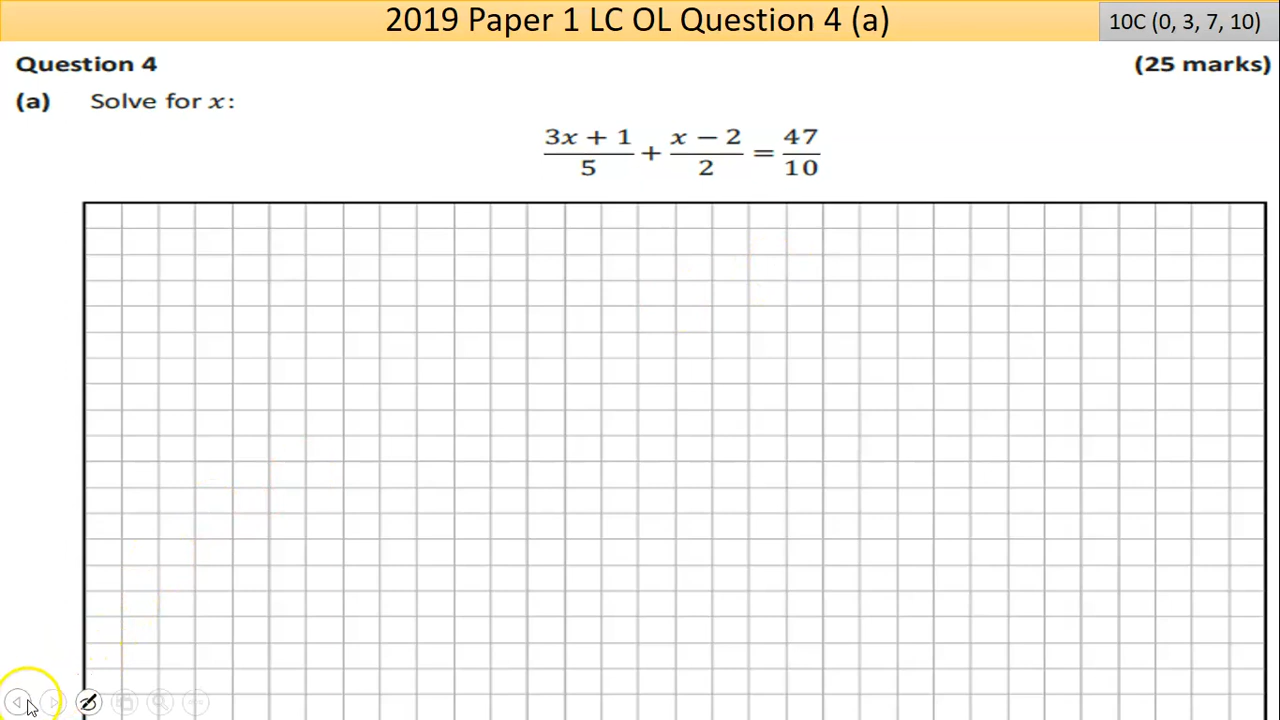 2019 Paper 1 LC OL Question 4 (a)
10C (0, 3, 7, 10)
Question 4 (25 marks)
(a) Solve for x:
(3x + 1)/5 + (x − 2)/2 = 47/10